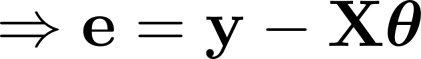 ⇒ 𝐞 = 𝐲 − 𝐗𝜽